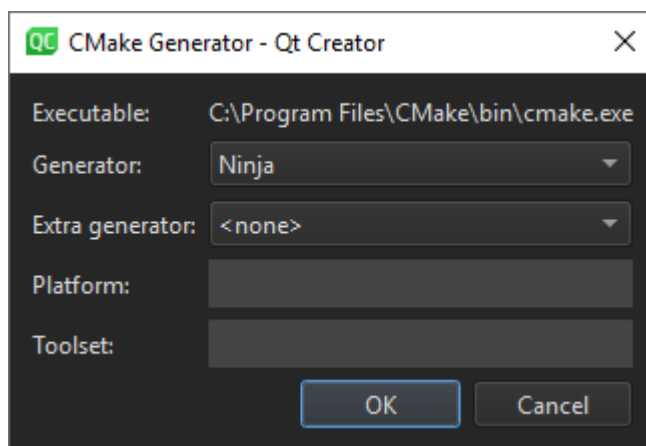 QC CMake Generator - Qt Creator
Executable: C:\Program Files\CMake\bin\cmake.exe
Generator: Ninja
Extra generator: <none>
Platform:
Toolset:
OK Cancel